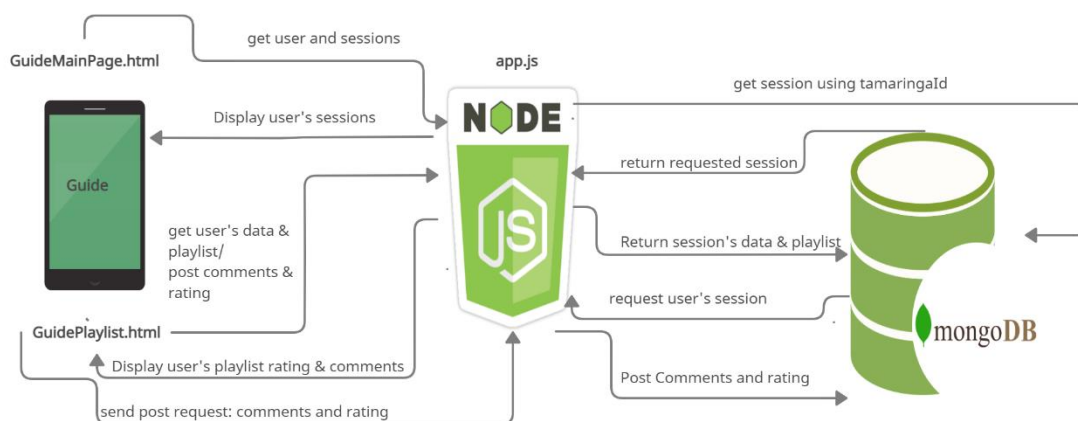 get user and sessions
GuideMainPage.html
app.js
get session using tamaringaId
NODE
Display user's sessions
return requested session
Guide
JS
get user's data &
playlist/
post comments &
rating
Return session's data & playlist
request user's session
GuidePlaylist.html
mongoDB
Display user's playlist rating & comments
Post Comments and rating
send post request: comments and rating